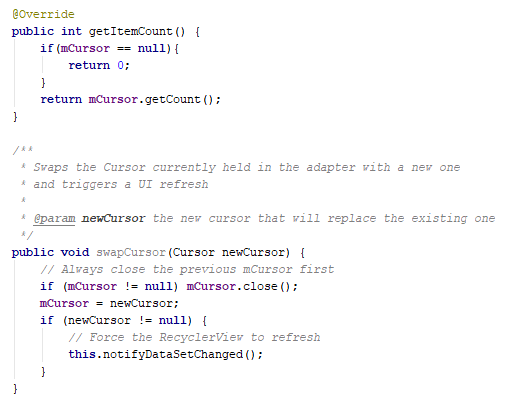 @Override
public int getItemCount() {
if(mCursor == null){
return 0;
}
return mCursor.getCount();
}
/**
* Swaps the Cursor currently held in the adapter with a new one
* and triggers a UI refresh
*
* @param newCursor the new cursor that will replace the existing one
*/
public void swapCursor(Cursor newCursor) {
// Always close the previous mCursor first
if (mCursor != null) mCursor.close();
mCursor = newCursor;
if (newCursor != null) {
// Force the RecyclerView to refresh
this.notifyDataSetChanged();
}
}